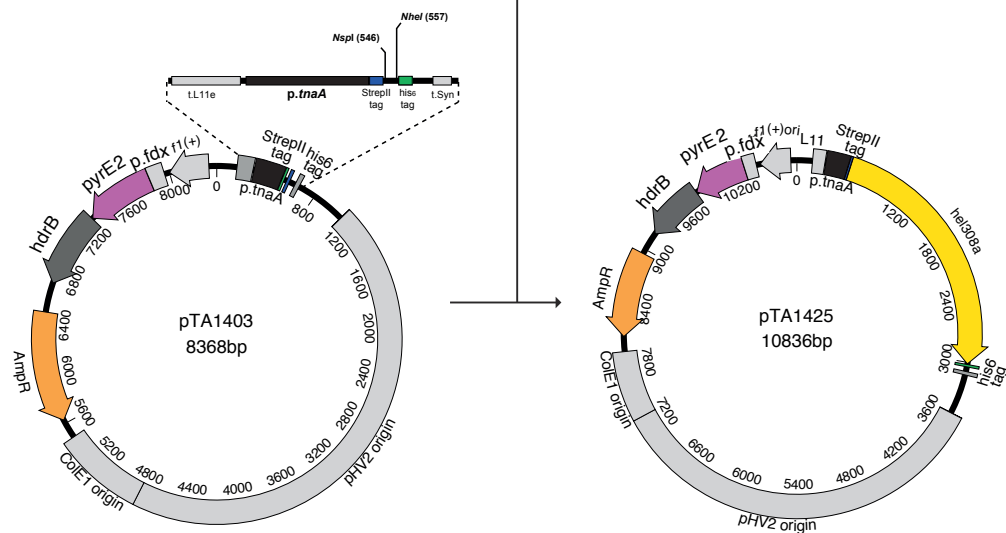 NheI (557)
NspI (546)
t.L11e
p.tnaA
StrepII
tag
his6
tag
t.Syn
pyrE2
p.fdx
f1(+)
StrepII
tag
his6
tag
p.tnaA
hdrB
AmpR
ColE1 origin
pHV2 origin
0
800
1200
1600
2000
2400
2800
3200
3600
4000
4400
4800
5200
5600
6000
6400
6800
7200
7600
8000
pTA1403
8368bp
pyrE2
p.fdx
f1(+)ori
L11
StrepII
tag
p.tnaA
hel308a
his6
tag
hdrB
AmpR
ColE1 origin
pHV2 origin
0
1200
1800
2400
3000
3600
4200
4800
5400
6000
6600
7200
7800
8400
9000
9600
10200
pTA1425
10836bp